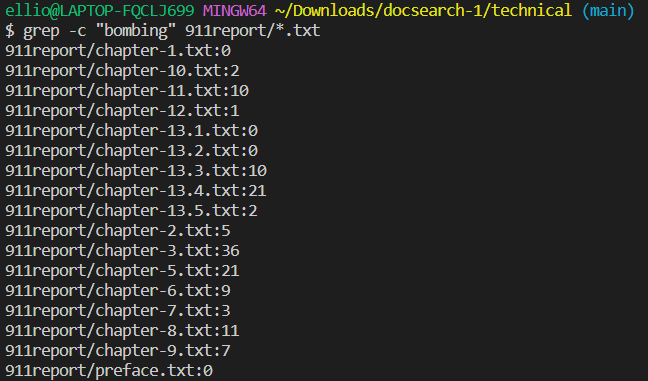 ellio@LAPTOP-FQCLJ699 MINGW64 ~/Downloads/docsearch-1/technical (main)
$ grep -c "bombing" 911report/*.txt
911report/chapter-1.txt:0
911report/chapter-10.txt:2
911report/chapter-11.txt:10
911report/chapter-12.txt:1
911report/chapter-13.1.txt:0
911report/chapter-13.2.txt:0
911report/chapter-13.3.txt:10
911report/chapter-13.4.txt:21
911report/chapter-13.5.txt:2
911report/chapter-2.txt:5
911report/chapter-3.txt:36
911report/chapter-5.txt:21
911report/chapter-6.txt:9
911report/chapter-7.txt:3
911report/chapter-8.txt:11
911report/chapter-9.txt:7
911report/preface.txt:0